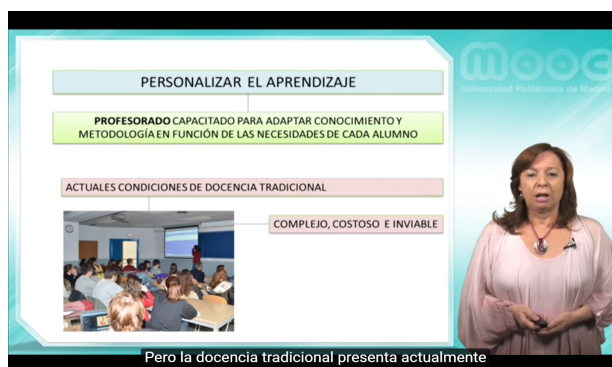 mooc
Universidad Politécnica de Madrid
PERSONALIZAR EL APRENDIZAJE
PROFESORADO CAPACITADO PARA ADAPTAR CONOCIMIENTO Y
METODOLOGÍA EN FUNCIÓN DE LAS NECESIDADES DE CADA ALUMNO
ACTUALES CONDICIONES DE DOCENCIA TRADICIONAL
COMPLEJO, COSTOSO E INVIABLE
Pero la docencia tradicional presenta actualmente